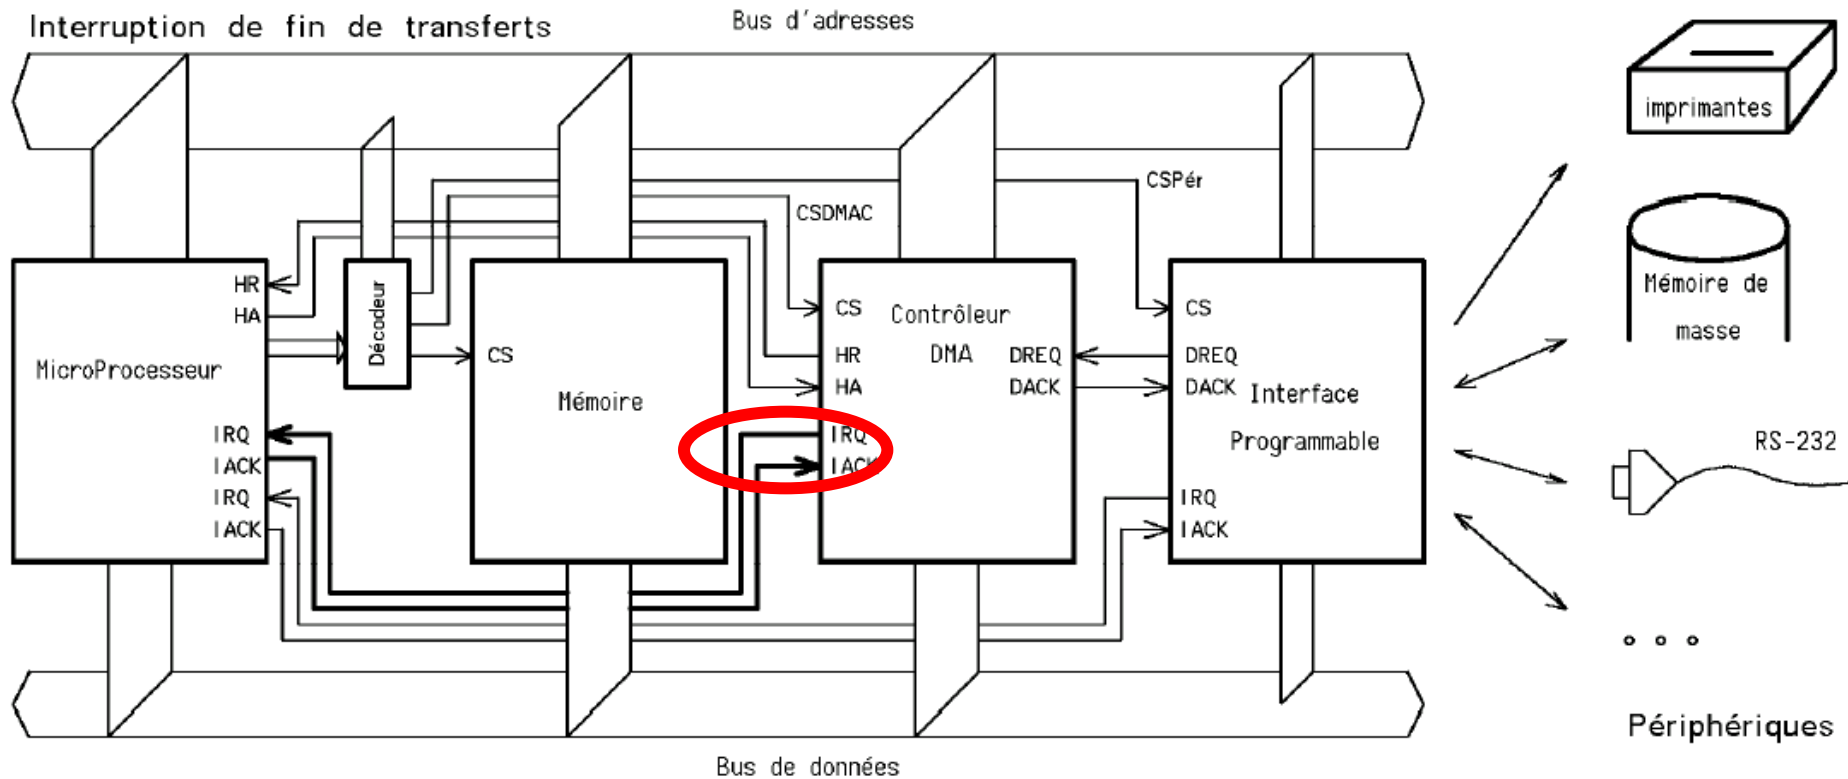 Interruption de fin de transferts
Bus d'adresses
imprimantes
CSPér
CSDMAC
Mémoire de
masse
HR
HA
MicroProcesseur
IRQ
IACK
IRQ
IACK
Décodeur
CS
Mémoire
CS
Contrôleur
DMA
HR
HA
DREQ
DACK
IRQ
IACK
CS
DREQ
DACK
Interface
Programmable
IRQ
IACK
RS-232
Périphériques
Bus de données